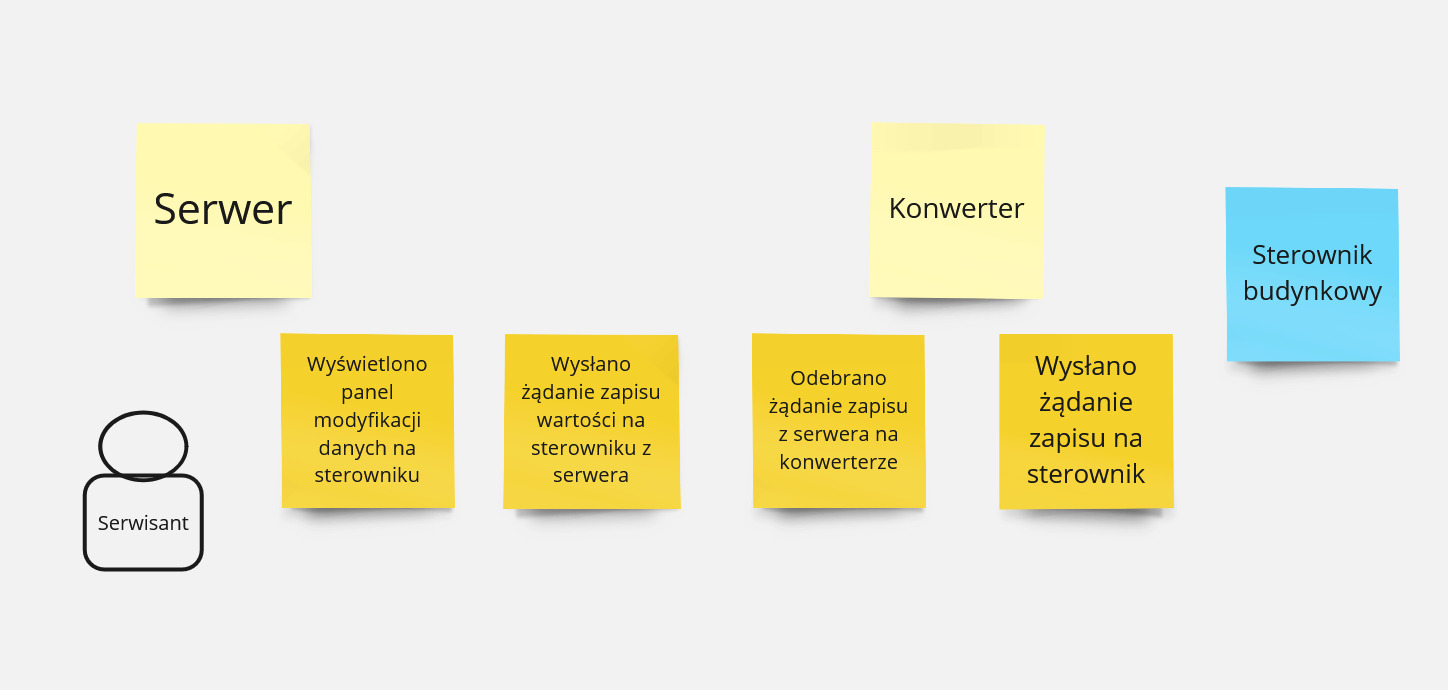 Serwer
Konwerter
Sterownik
budynkowy
Wyświetlono
panel
modyfikacji
danych na
sterowniku
Wysłano
żądanie zapisu
wartości na
sterowniku z
serwera
Odebrano
żądanie zapisu
z serwera na
konwerterze
Wysłano
żądanie
zapisu na
sterownik
Serwisant